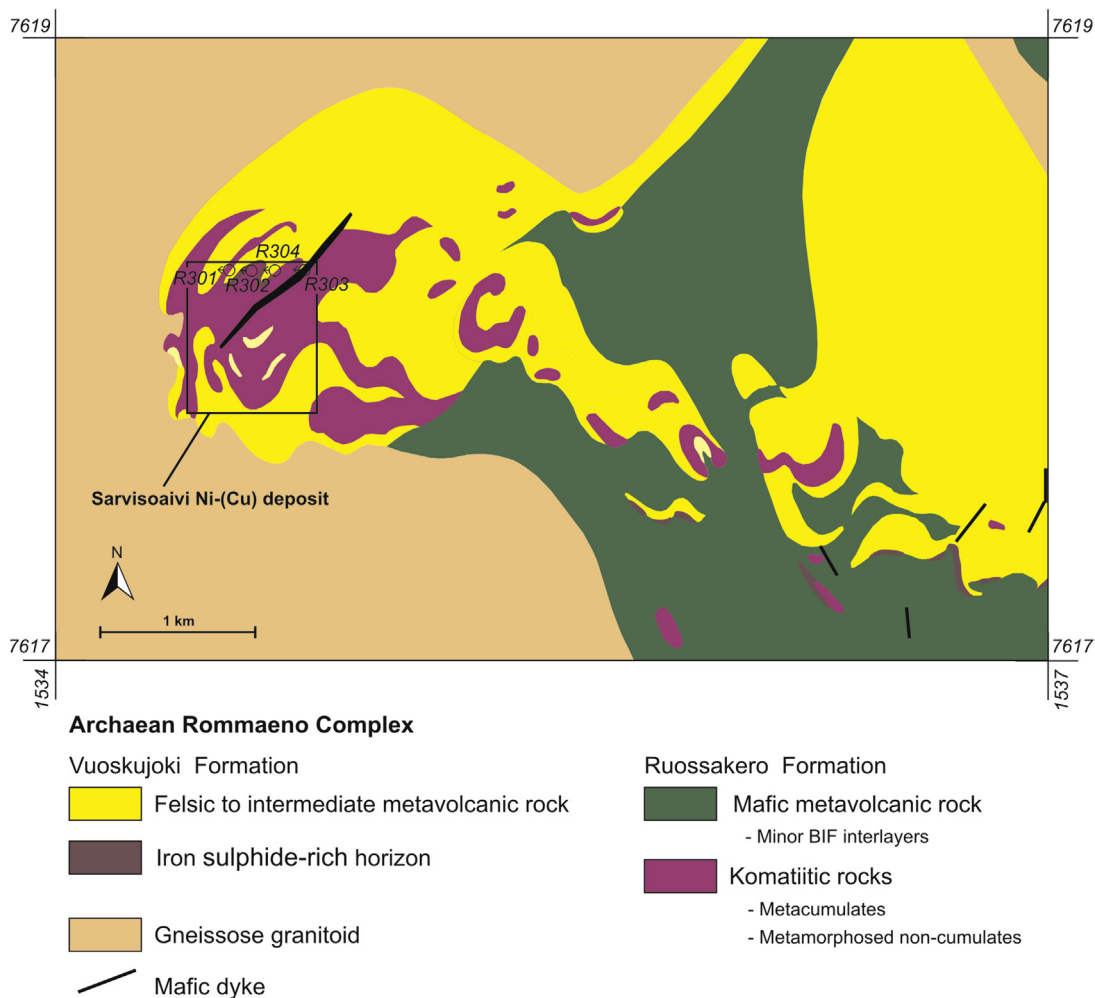 7619
7619
R304
R301
R302
R303
Sarvisoaivi Ni-(Cu) deposit
N
1 km
7617
7617
1534
1537
Archaean Rommaeno Complex
Vuoskujoki Formation
Felsic to intermediate metavolcanic rock
Iron sulphide-rich horizon
Gneissose granitoid
Mafic dyke
Ruossakero Formation
Mafic metavolcanic rock
- Minor BIF interlayers
Komatiitic rocks
- Metacumulates
- Metamorphosed non-cumulates